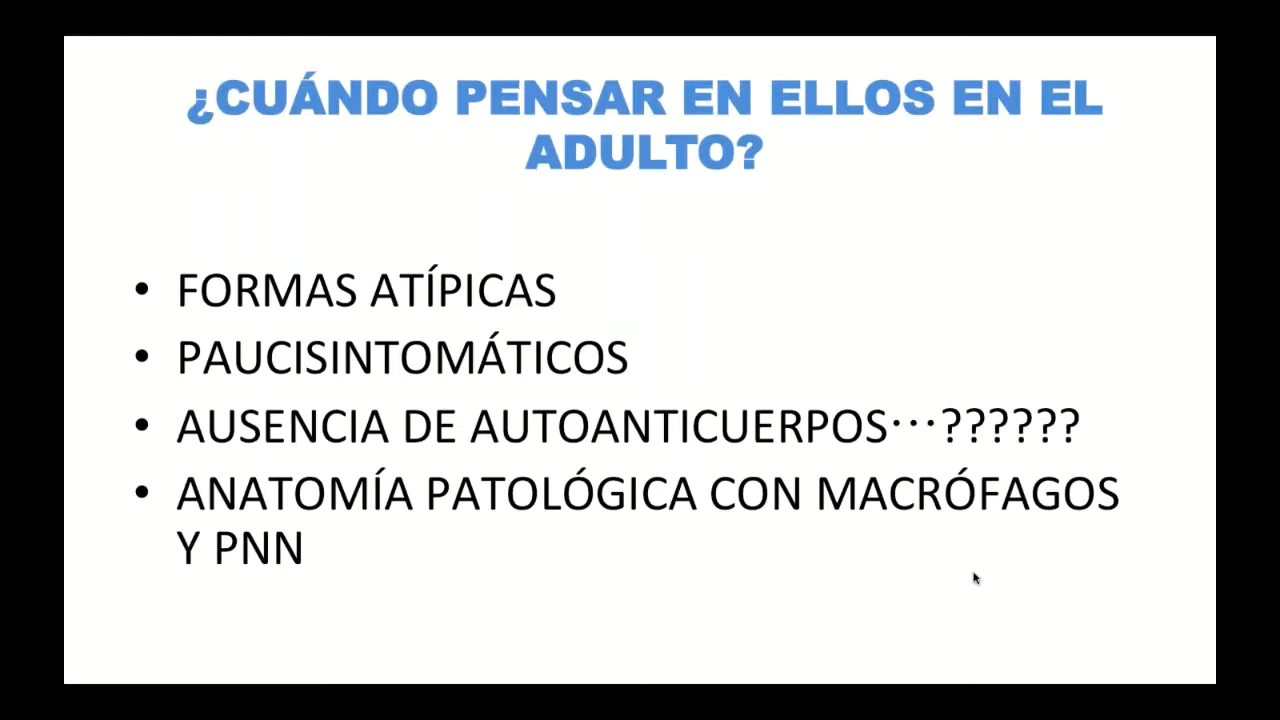 ¿CUÁNDO PENSAR EN ELLOS EN EL
ADULTO?
• FORMAS ATÍPICAS
• PAUCISINTOMÁTICOS
• AUSENCIA DE AUTOANTICUERPOS···??????
• ANATOMÍA PATOLÓGICA CON MACRÓFAGOS
Y PNN